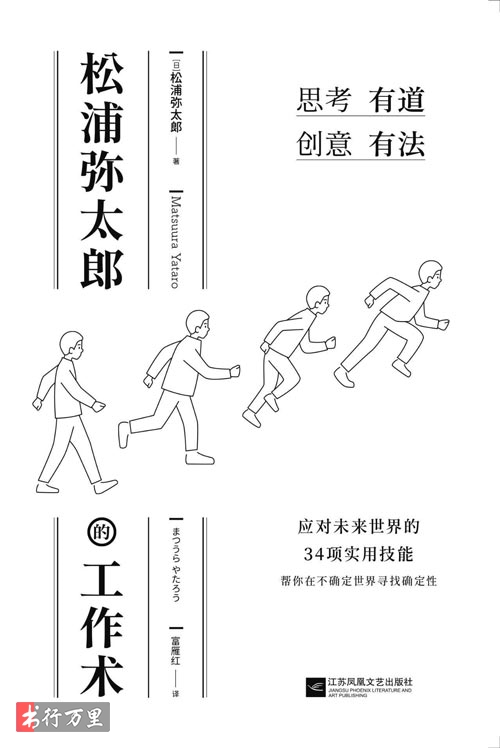 松浦弥太郎
的
工作术
[日]松浦弥太郎——著
Matsuura Yataro
まつうら やたろう
富雁红——译
思考 有道
创意 有法
应对未来世界的
34项实用技能
帮你在不确定世界寻找确定性
江苏凤凰文艺出版社
JIANGSU PHOENIX LITERATURE AND
ART PUBLISHING
书行万里